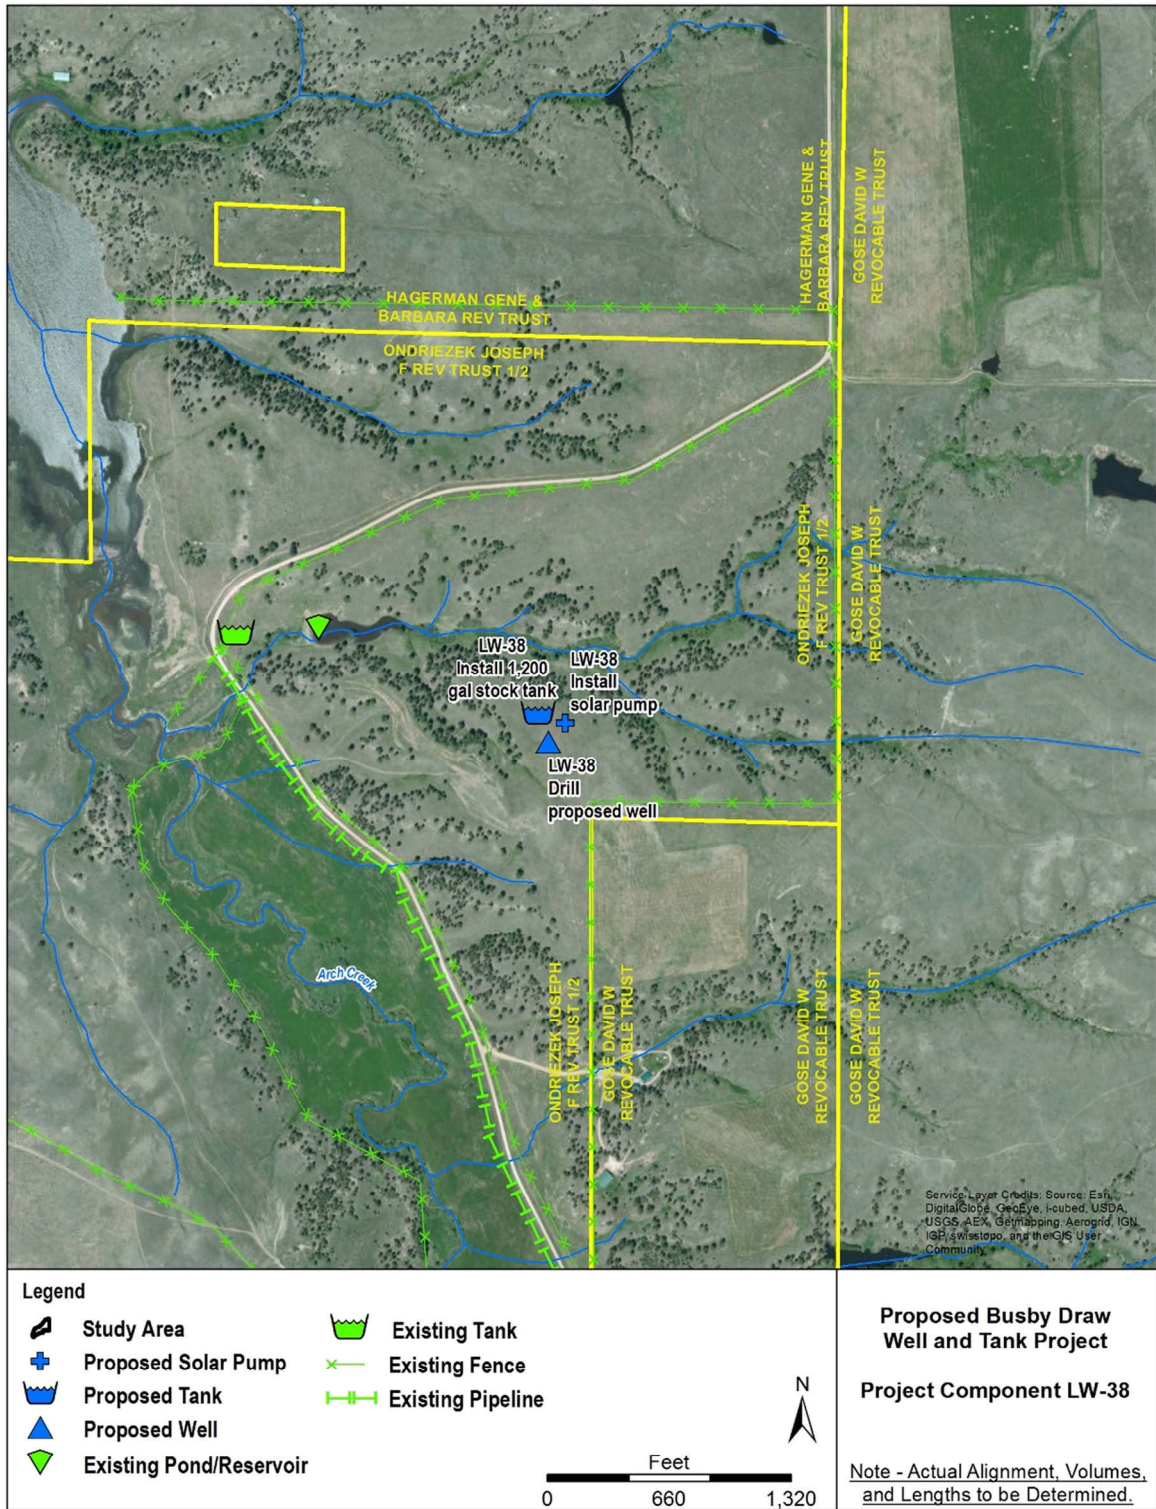 HAGERMAN GENE &
BARBARA REV TRUST
GOSE DAVID W
REVOCABLE TRUST
HAGERMAN GENE &
BARBARA REV TRUST
ONDRIEZEK JOSEPH
F REV TRUST 1/2
ONDRIEZEK JOSEPH
F REV TRUST 1/2
GOSE DAVID W
REVOCABLE TRUST
LW-38
Install 1,200
gal stock tank
LW-38
Install
solar pump
LW-38
Drill
proposed well
Arch Creek
ONDRIEZEK JOSEPH
F REV TRUST 1/2
GOSE DAVID W
REVOCABLE TRUST
GOSE DAVID W
REVOCABLE TRUST
GOSE DAVID W
REVOCABLE TRUST
Service Layer Credits: Source: Esri,
DigitalGlobe, GeoEye, i-cubed, USDA,
USGS, AEX, Getmapping, Aerogrid, IGN,
IGP, swisstopo, and the GIS User
Community
Legend
Study Area
Proposed Solar Pump
Proposed Tank
Proposed Well
Existing Pond/Reservoir
Existing Tank
Existing Fence
Existing Pipeline
N
Feet
0 660 1,320
Proposed Busby Draw
Well and Tank Project
Project Component LW-38
Note - Actual Alignment, Volumes,
and Lengths to be Determined.